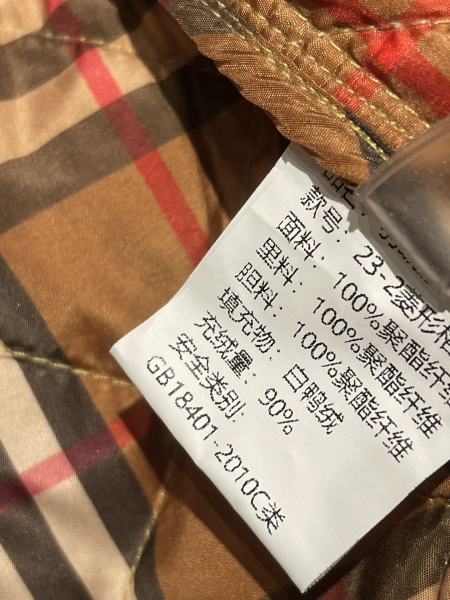 款号: 23-2菱形格
面料: 100%聚酯纤维
里料: 100%聚酯纤维
胆料: 100%聚酯纤维
填充物: 白鸭绒
充绒量: 90%
安全类别:
GB18401-2010C类